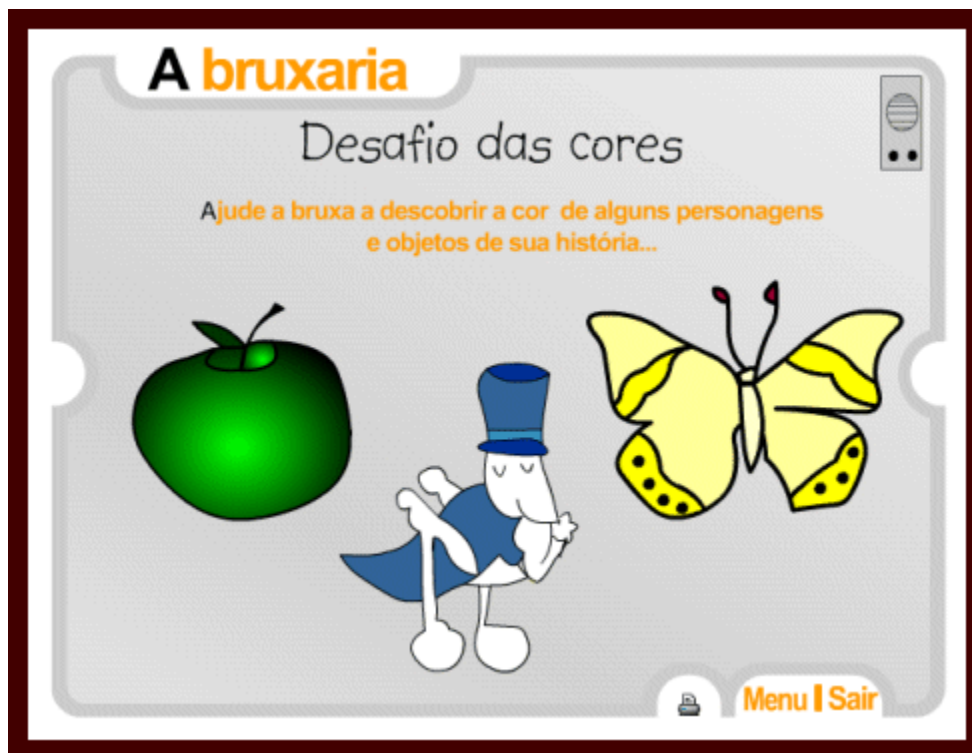 A bruxaria
Desafio das cores
Ajude a bruxa a descobrir a cor de alguns personagens
e objetos de sua história...
Menu | Sair